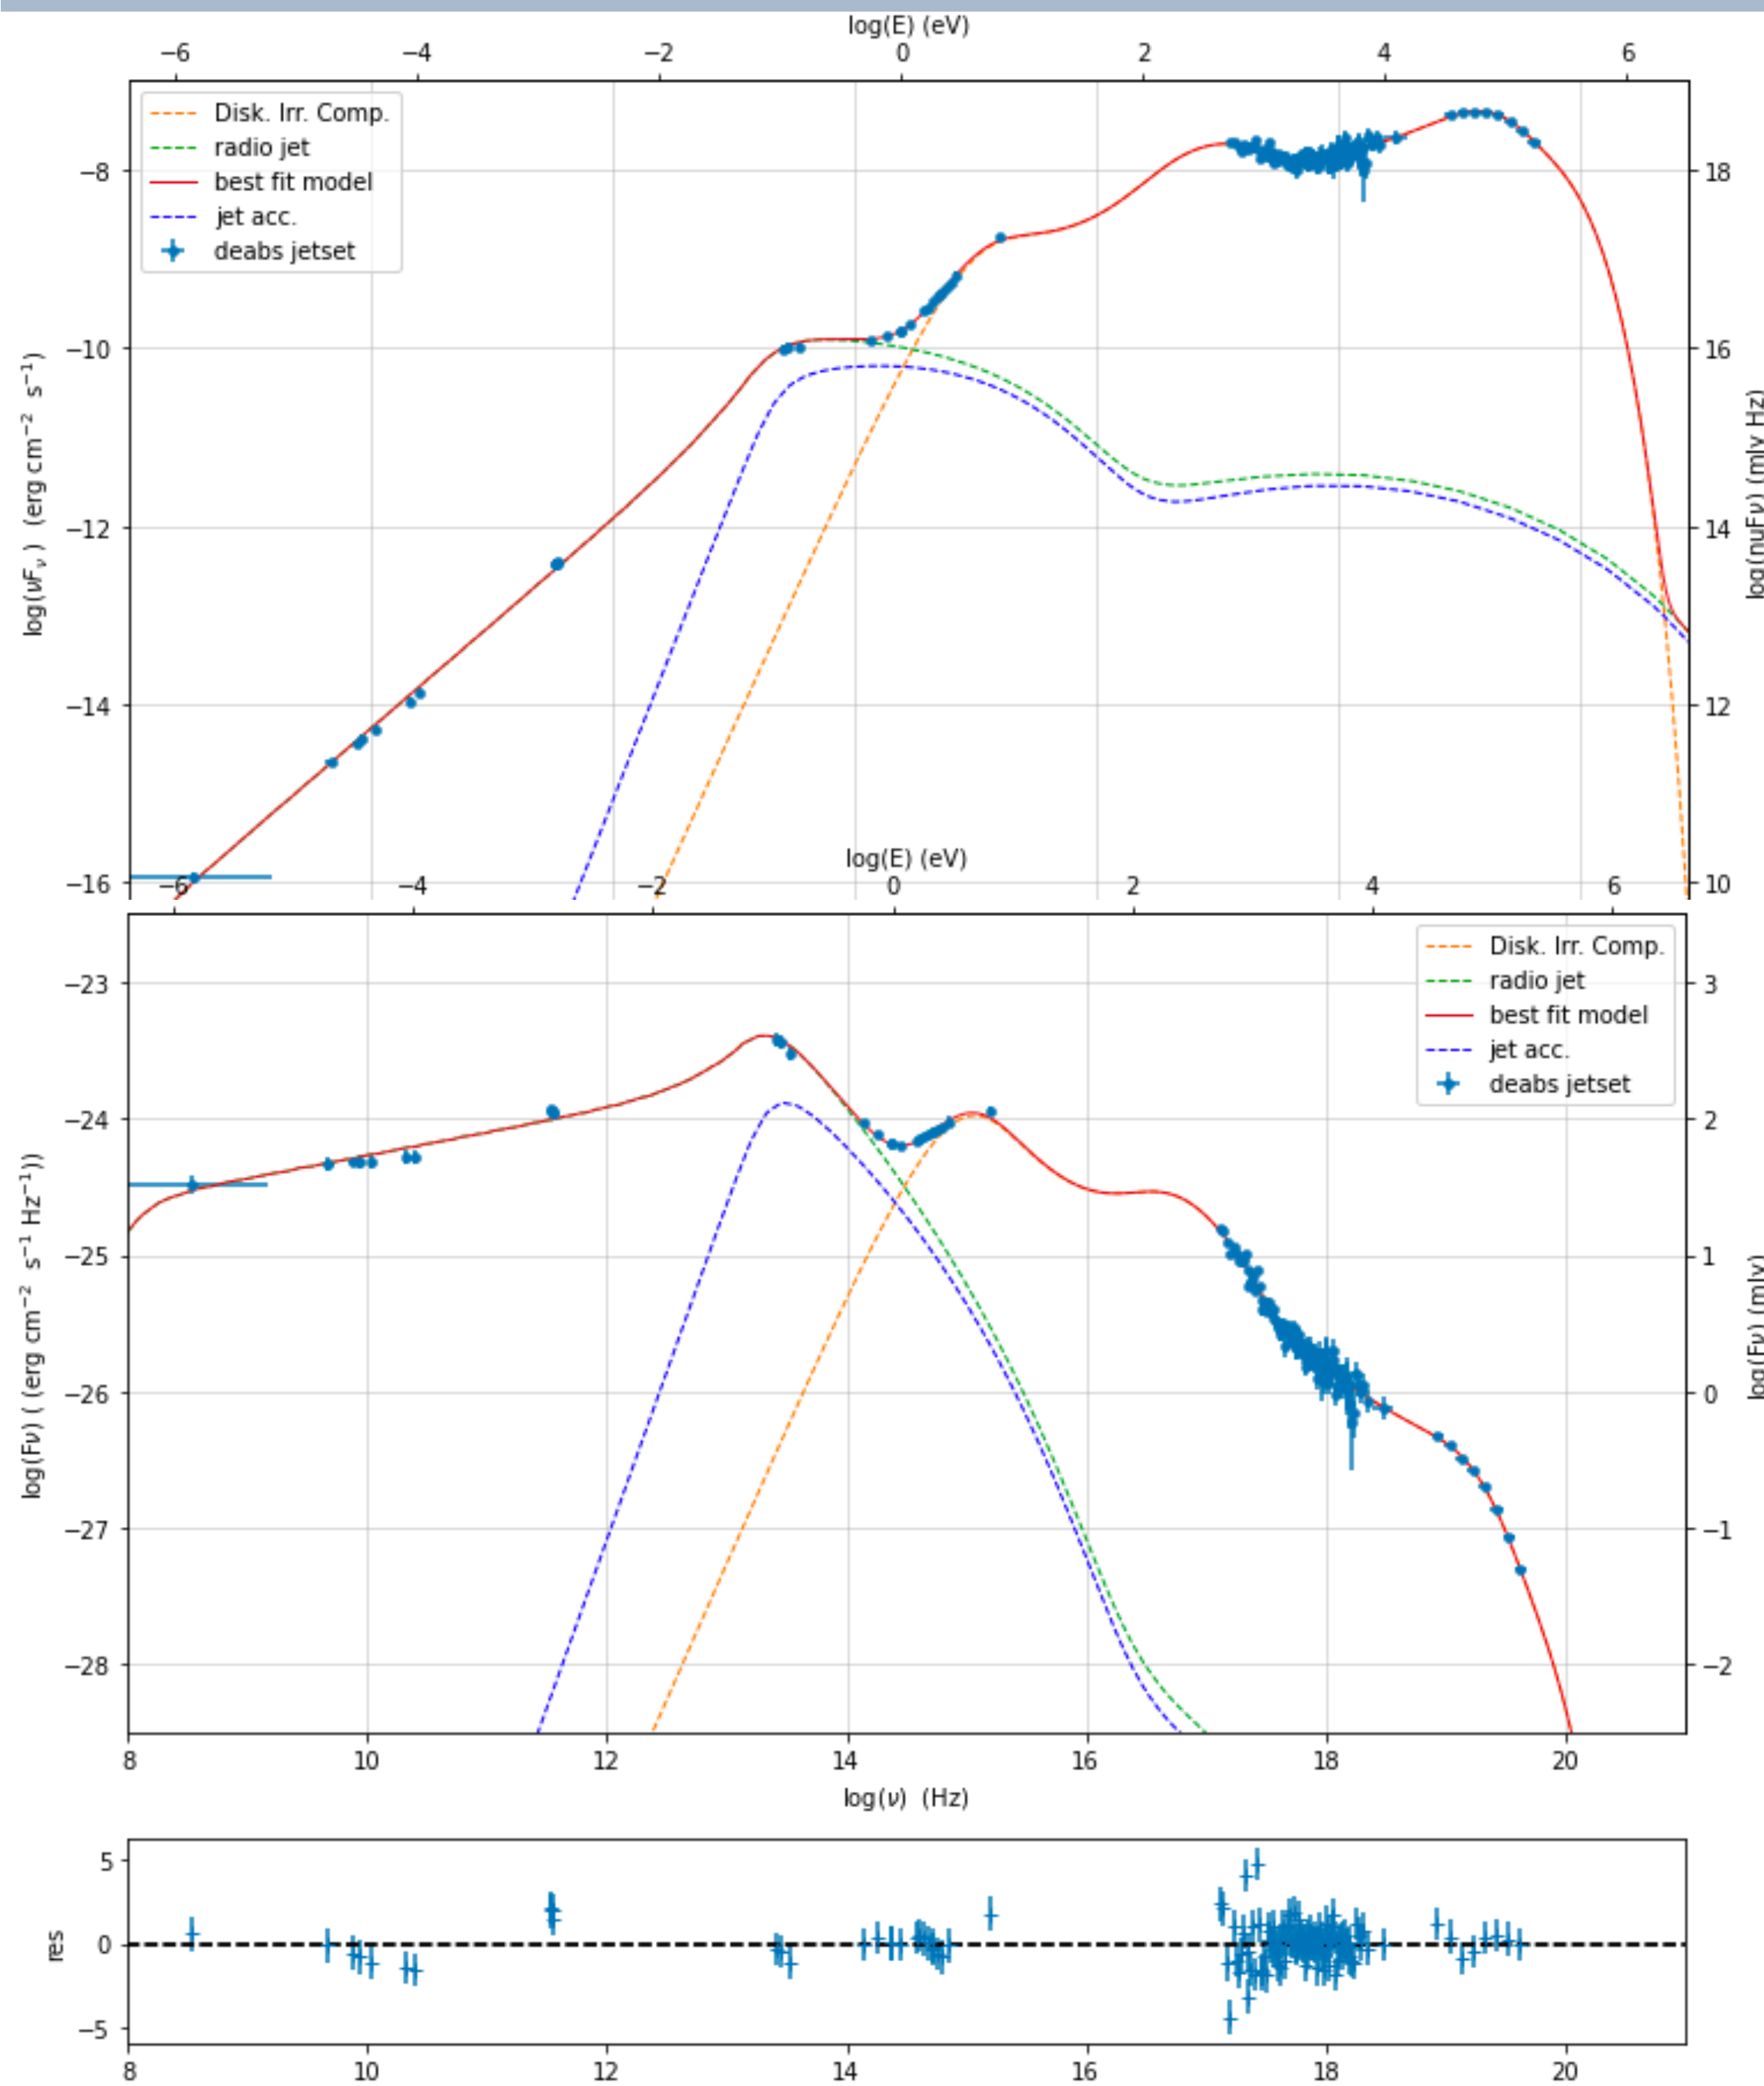 log(E) (eV)
−6 −4 −2 0 2 4 6
Disk. Irr. Comp.
radio jet
best fit model
jet acc.
deabs jetset
−8
−10
−12
−14
−16
log(νFν) (erg cm−2 s−1)
18
16
14
12
10
log(nuFν) (mJy Hz)
log(E) (eV)
−6 −4 −2 0 2 4 6
Disk. Irr. Comp.
radio jet
best fit model
jet acc.
deabs jetset
−23
−24
−25
−26
−27
−28
log(Fν) ( (erg cm−2 s−1 Hz−1))
3
2
1
0
−1
−2
log(Fν) (mJy)
8 10 12 14 16 18 20
log(ν) (Hz)
5
0
−5
res
8 10 12 14 16 18 20